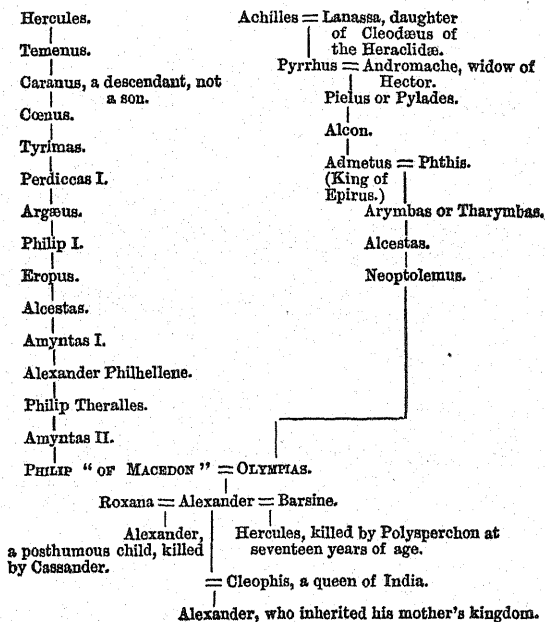 Hercules.
Temenus.
Caranus, a descendant, not
a son.
Cœnus.
Tyrimas.
Perdiccas I.
Argæus.
Philip I.
Eropus.
Alcestas.
Amyntas I.
Alexander Philhellene.
Philip Theralles.
Amyntas II.
Achilles = Lanassa, daughter
of Cleodæus of
the Heraclidæ.
Pyrrhus = Andromache, widow of
Hector.
Pielus or Pylades.
Alcon.
Admetus = Phthis.
(King of
Epirus.)
Arymbas or Tharymbas.
Alcestas.
Neoptolemus.
PHILIP "OF MACEDON" = OLYMPIAS.
Roxana = Alexander = Barsine.
Alexander,
a posthumous child, killed
by Cassander.
Hercules, killed by Polysperchon at
seventeen years of age.
= Cleophis, a queen of India.
Alexander, who inherited his mother's kingdom.